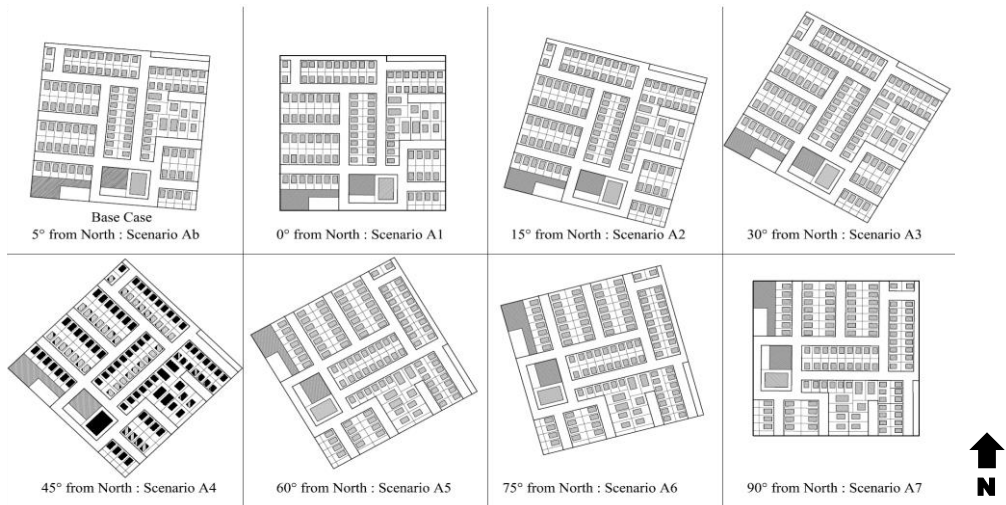 Base Case
5° from North : Scenario Ab
0° from North : Scenario A1
15° from North : Scenario A2
30° from North : Scenario A3
45° from North : Scenario A4
60° from North : Scenario A5
75° from North : Scenario A6
90° from North : Scenario A7
N